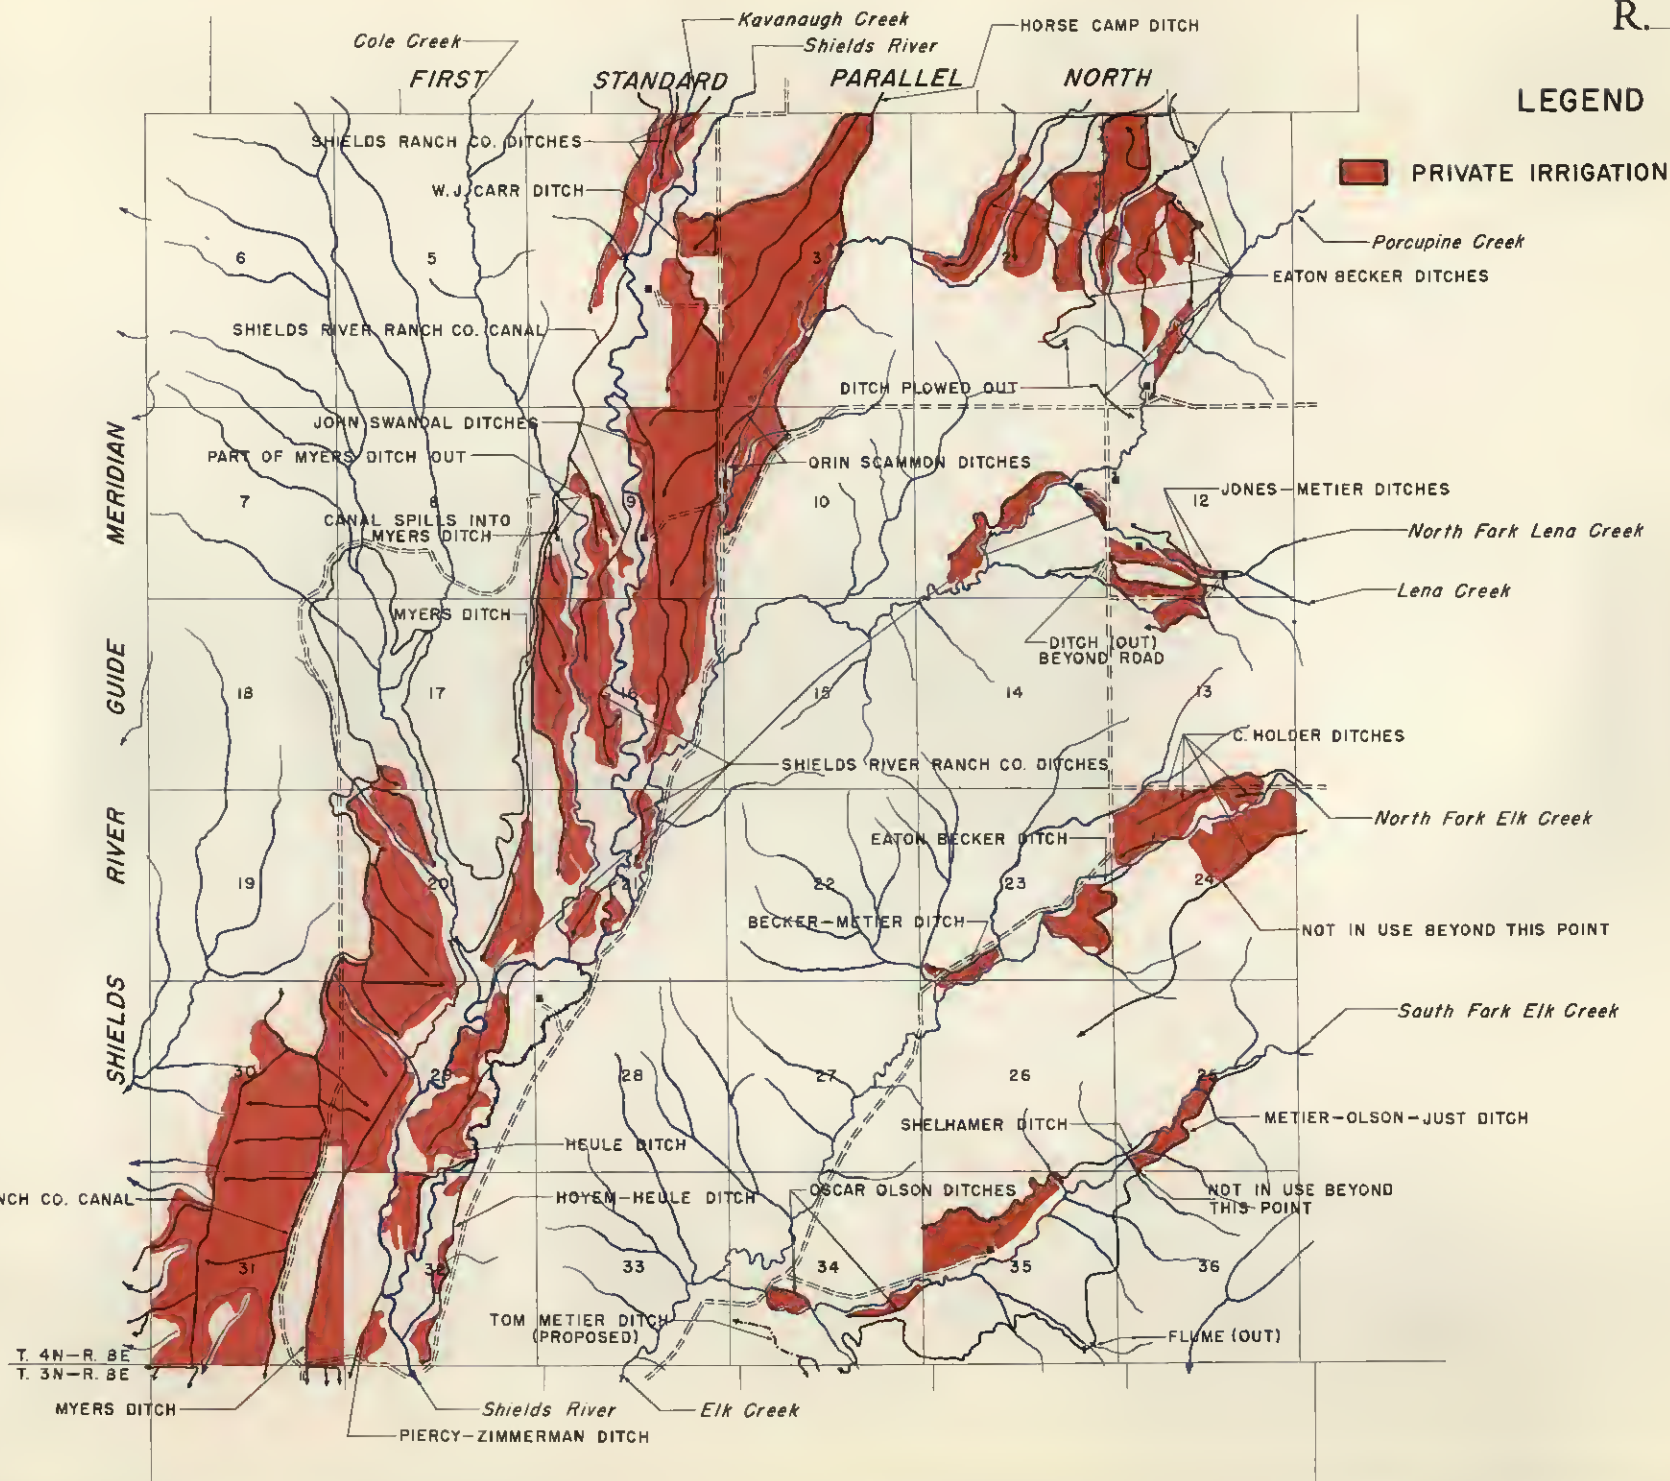 R.
Kavanaugh Creek
HORSE CAMP DITCH
Cole Creek
Shields River
FIRST STANDARD PARALLEL NORTH
LEGEND
SHIELDS RANCH CO. DITCHES
PRIVATE IRRIGATION
W.J. CARR DITCH
Porcupine Creek
6
5
3
2
1
EATON BECKER DITCHES
SHIELDS RIVER RANCH CO. CANAL
DITCH PLOWED OUT
JOHN SWANDAL DITCHES
PART OF MYERS DITCH OUT
ORIN SCAMMON DITCHES
7
8
9
10
12
JONES-METIER DITCHES
CANAL SPILLS INTO
MYERS DITCH
North Fork Lena Creek
Lena Creek
MYERS DITCH
DITCH (OUT)
BEYOND ROAD
18
17
16
15
14
13
C. HOLDER DITCHES
SHIELDS RIVER RANCH CO. DITCHES
North Fork Elk Creek
EATON BECKER DITCH
19
20
21
22
23
24
BECKER-METIER DITCH
NOT IN USE BEYOND THIS POINT
South Fork Elk Creek
30
29
28
27
26
25
SHELHAMER DITCH
METIER-OLSON-JUST DITCH
HEULE DITCH
NCH CO. CANAL
HOYEM-HEULE DITCH
OSCAR OLSON DITCHES
NOT IN USE BEYOND
THIS POINT
31
32
33
34
35
36
TOM METIER DITCH
(PROPOSED)
FLUME (OUT)
T. 4N-R. 8E
T. 3N-R. 8E
MYERS DITCH
Shields River
Elk Creek
PIERCY-ZIMMERMAN DITCH
SHIELDS RIVER GUIDE MERIDIAN